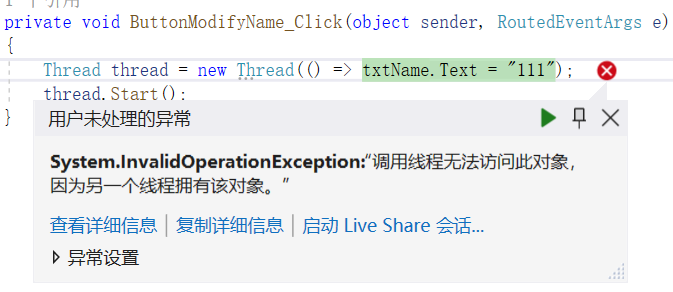 1 个引用
private void ButtonModifyName_Click(object sender, RoutedEventArgs e)
{
Thread thread = new Thread(() => txtName.Text = "111");
thread.Start();
}
用户未处理的异常
System.InvalidOperationException:“调用线程无法访问此对象,
因为另一个线程拥有该对象。”
查看详细信息 | 复制详细信息 | 启动 Live Share 会话...
异常设置